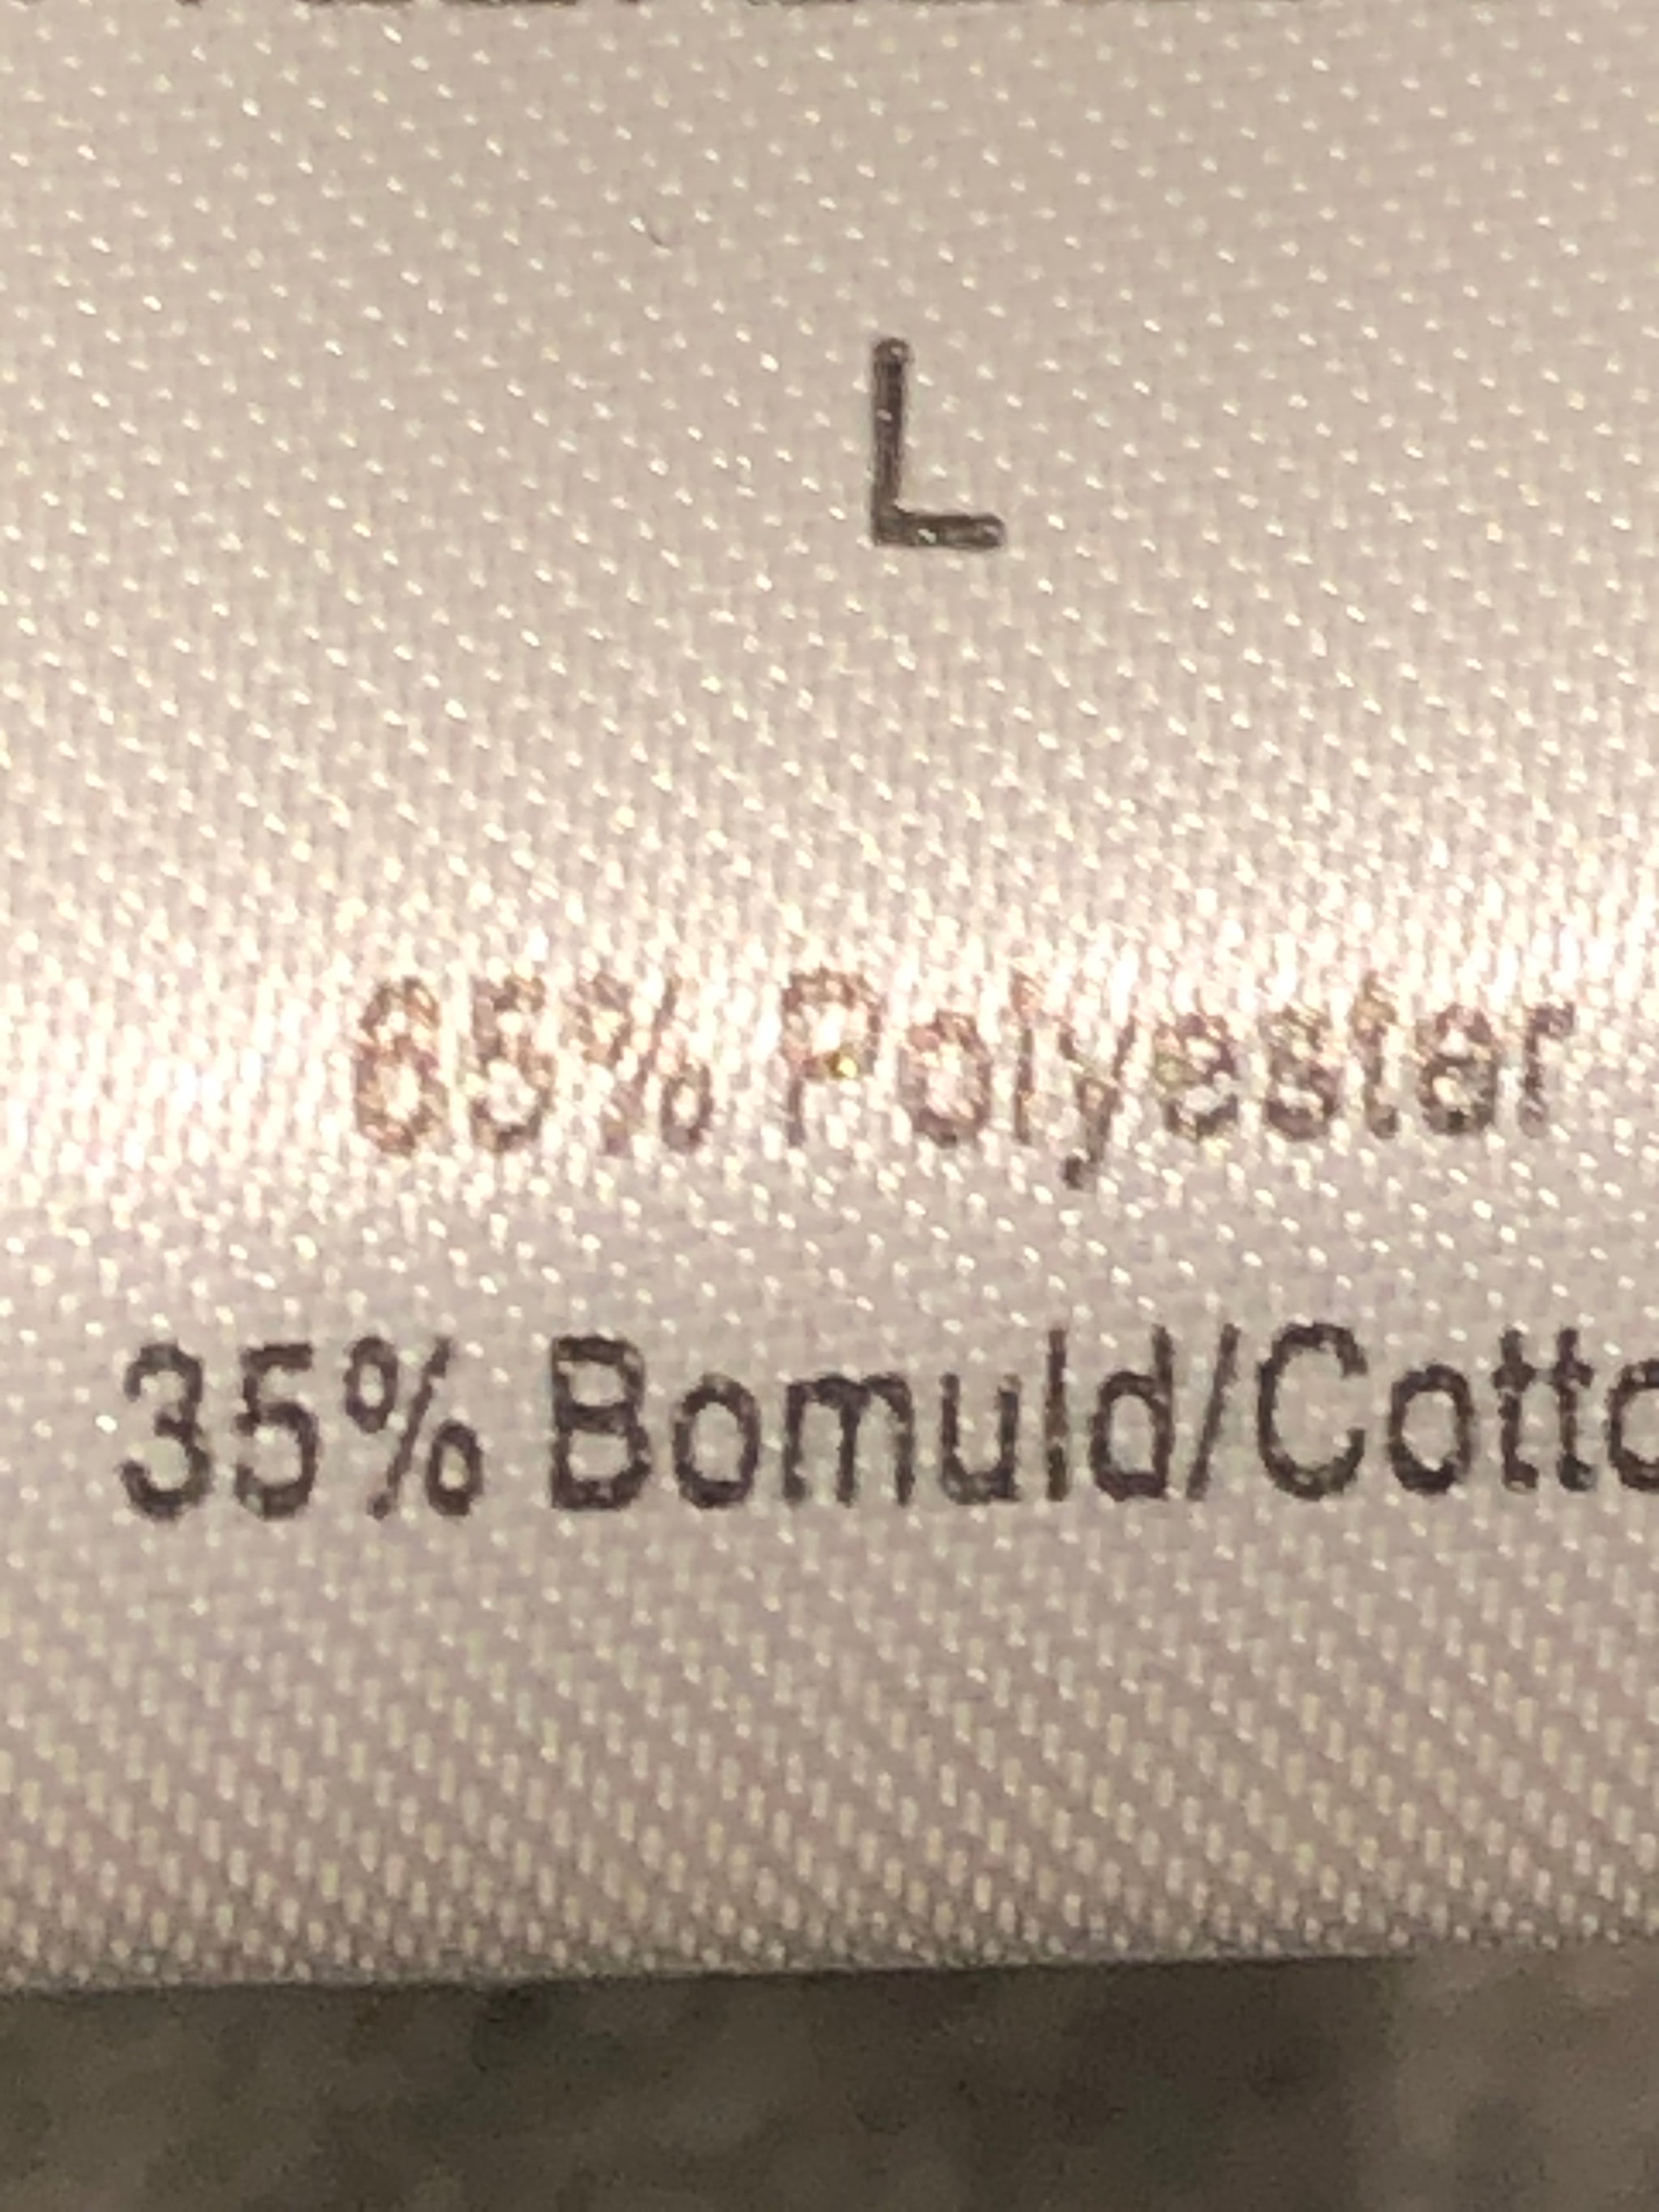 L
65% Polyester
35% Bomuld/Cotto